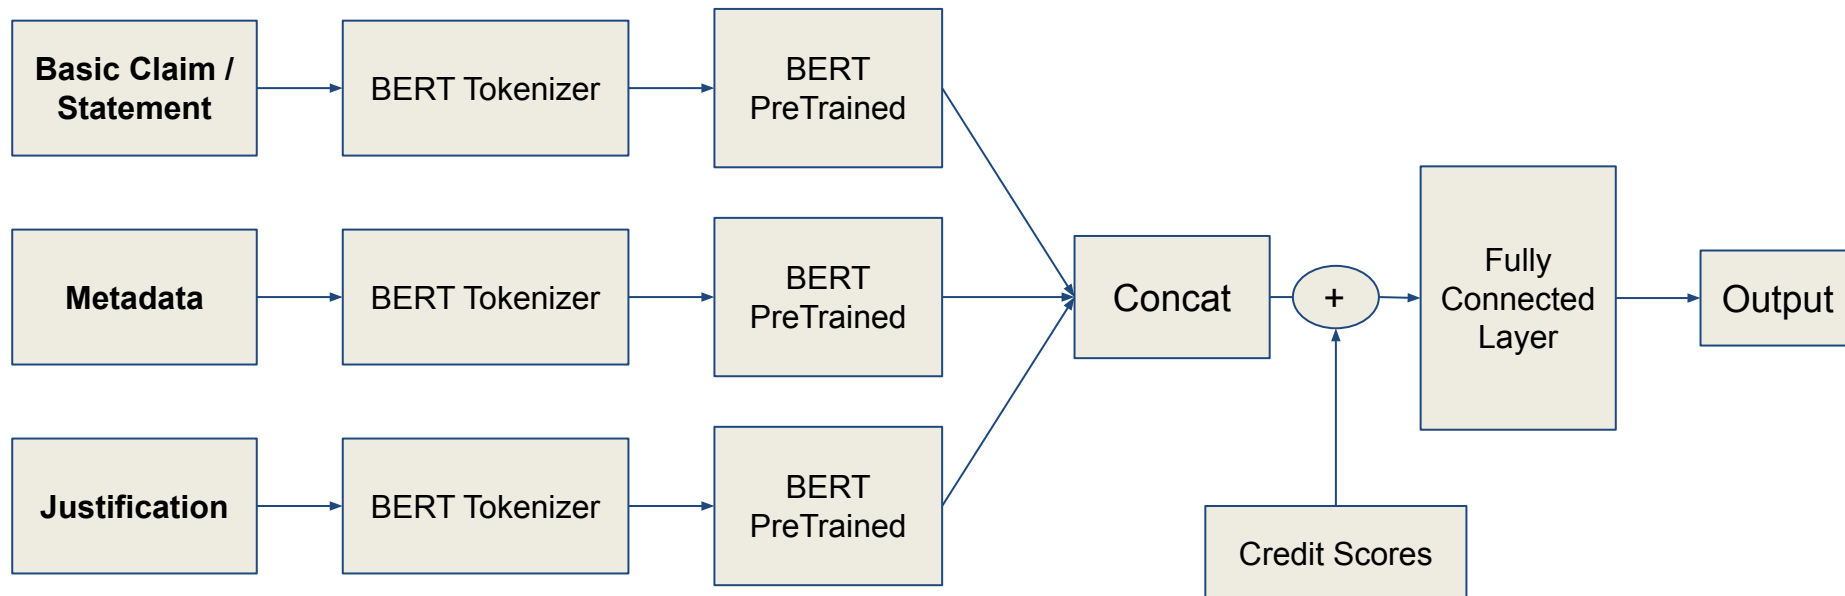 Basic Claim /
Statement
BERT Tokenizer
BERT
PreTrained
Metadata
BERT Tokenizer
BERT
PreTrained
Justification
BERT Tokenizer
BERT
PreTrained
Concat
+
Credit Scores
Fully
Connected
Layer
Output